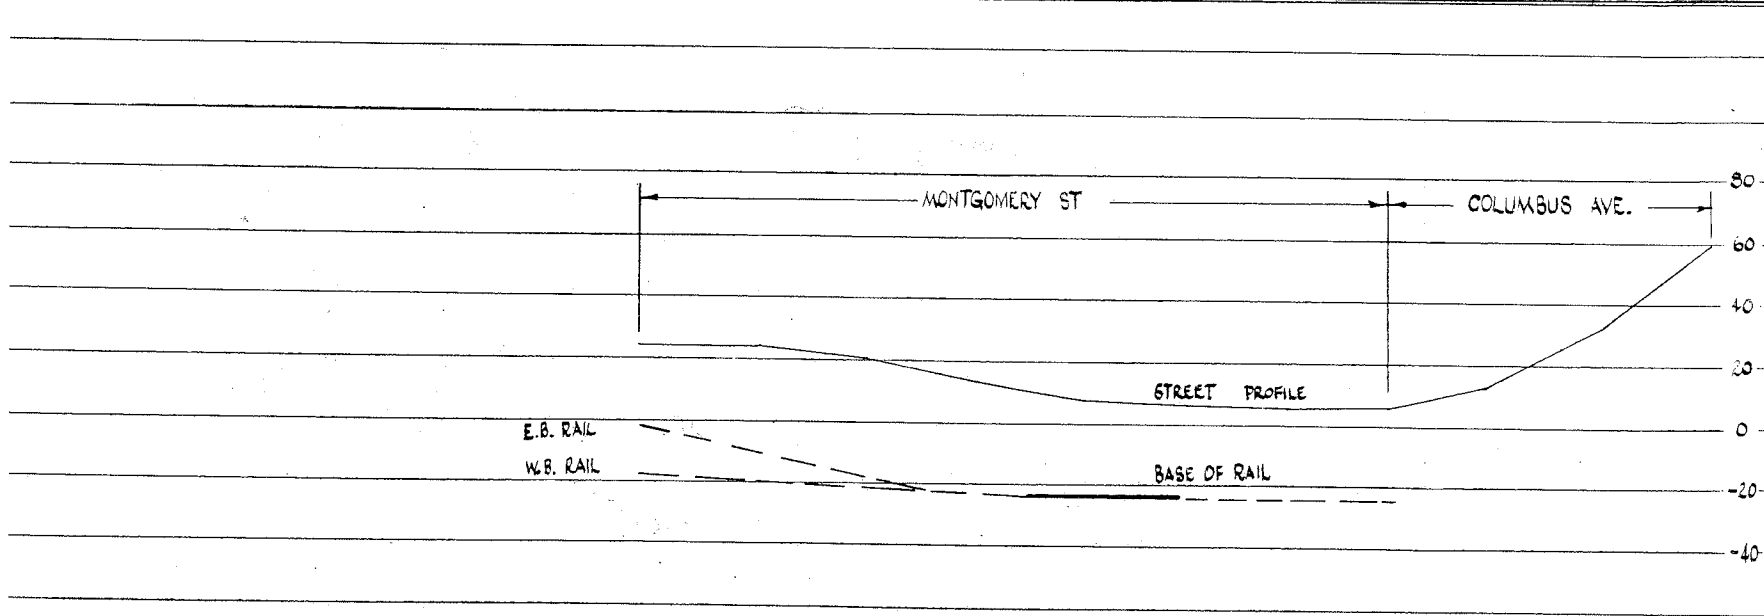 80
MONTGOMERY ST
COLUMBUS AVE.
60
40
20
STREET PROFILE
E.B. RAIL
0
W.B. RAIL
BASE OF RAIL
-20
-40